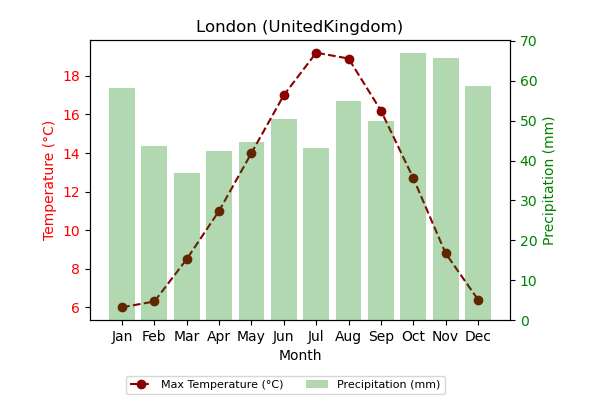 London (UnitedKingdom)
Temperature (°C)
18
16
14
12
10
8
6
70
60
50
40
30
20
10
0
Precipitation (mm)
Jan Feb Mar Apr May Jun Jul Aug Sep Oct Nov Dec
Month
Max Temperature (°C) Precipitation (mm)